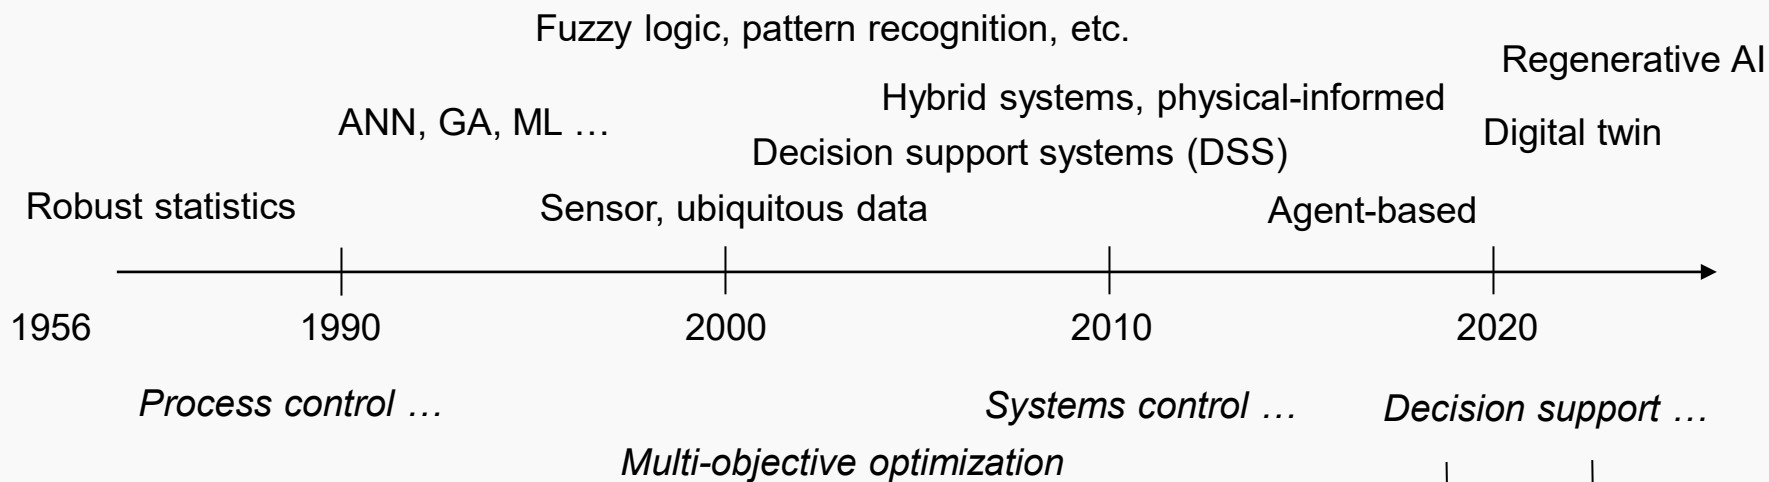 Fuzzy logic, pattern recognition, etc.
Regenerative AI
Hybrid systems, physical-informed
ANN, GA, ML …
Digital twin
Decision support systems (DSS)
Robust statistics
Sensor, ubiquitous data
Agent-based
1956
1990
2000
2010
2020
Process control …
Systems control …
Decision support …
Multi-objective optimization